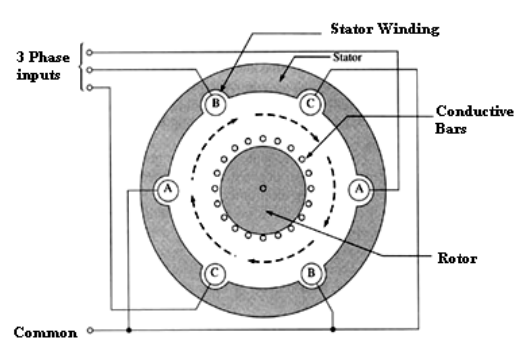 Stator Winding
3 Phase
inputs
Stator
B
C
Conductive
Bars
A
A
Rotor
C
B
Common